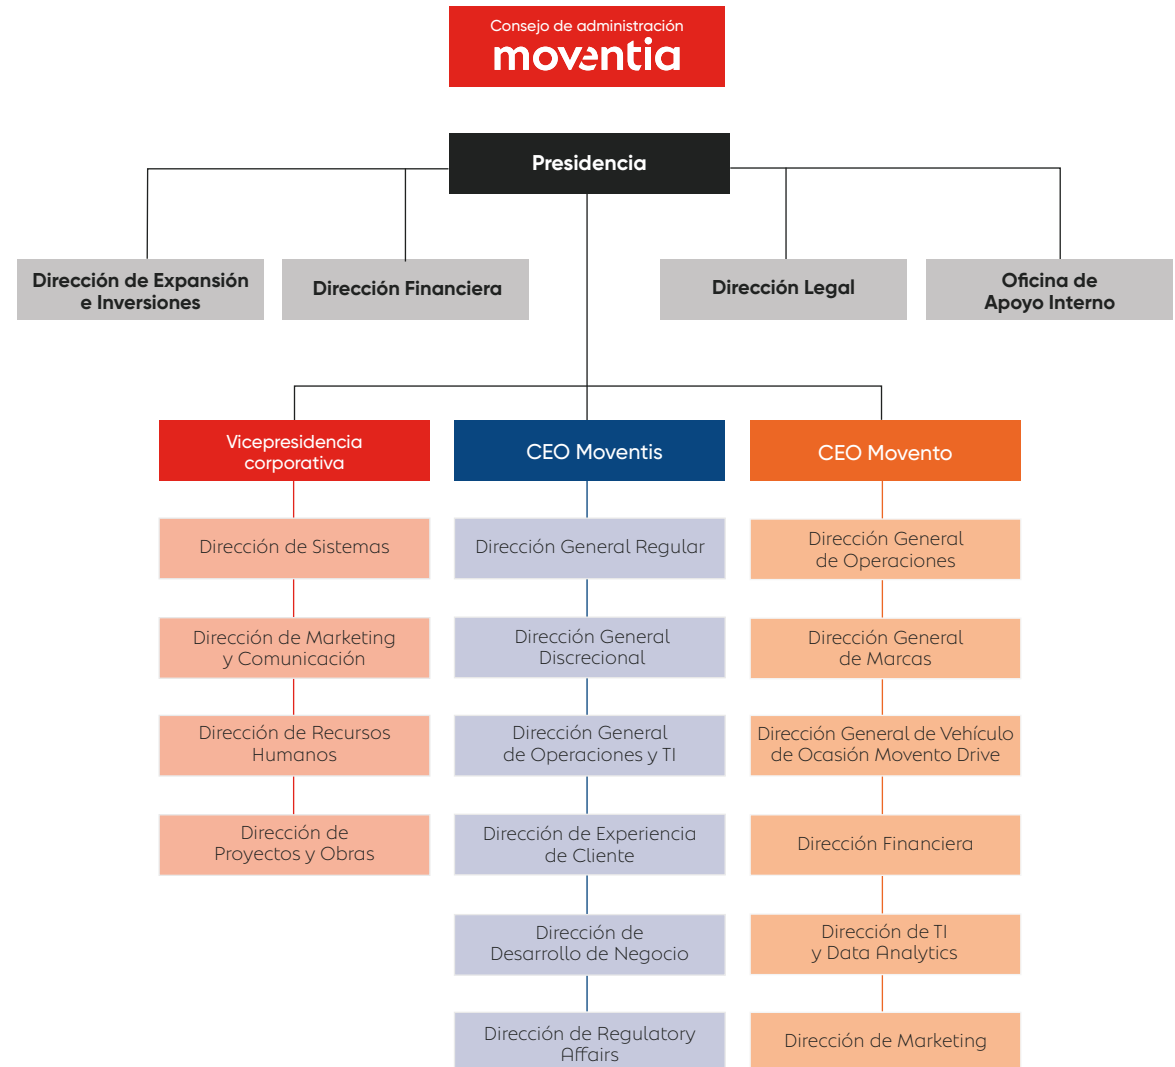 Consejo de administración
moventia
Presidencia
Dirección de Expansión
e Inversiones
Dirección Financiera
Dirección Legal
Oficina de
Apoyo Interno
Vicepresidencia
corporativa
CEO Moventis
CEO Movento
Dirección de Sistemas
Dirección General Regular
Dirección General
de Operaciones
Dirección de Marketing
y Comunicación
Dirección General
Discrecional
Dirección General
de Marcas
Dirección de Recursos
Humanos
Dirección General
de Operaciones y TI
Dirección General de Vehículo
de Ocasión Movento Drive
Dirección de
Proyectos y Obras
Dirección de Experiencia
de Cliente
Dirección Financiera
Dirección de
Desarrollo de Negocio
Dirección de TI
y Data Analytics
Dirección de Regulatory
Affairs
Dirección de Marketing